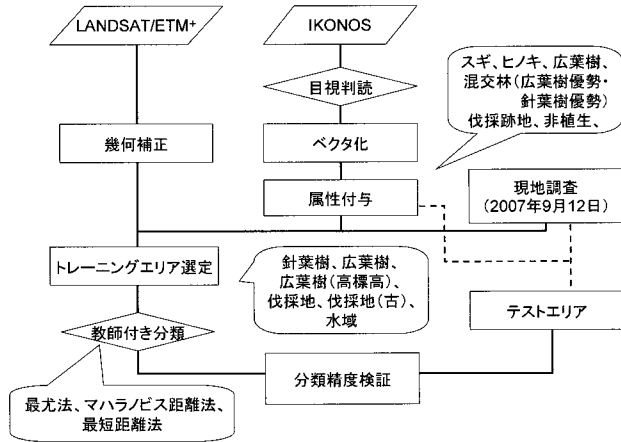 LANDSAT/ETM+
IKONOS
目視判読
スギ、ヒノキ、広葉樹、
混交林(広葉樹優勢・
針葉樹優勢)
伐採跡地、非植生、
幾何補正
ベクタ化
属性付与
現地調査
(2007年9月12日)
トレーニングエリア選定
針葉樹、広葉樹、
広葉樹(高標高)、
伐採地、伐採地(古)、
水域
テストエリア
教師付き分類
分類精度検証
最尤法、マハラノビス距離法、
最短距離法